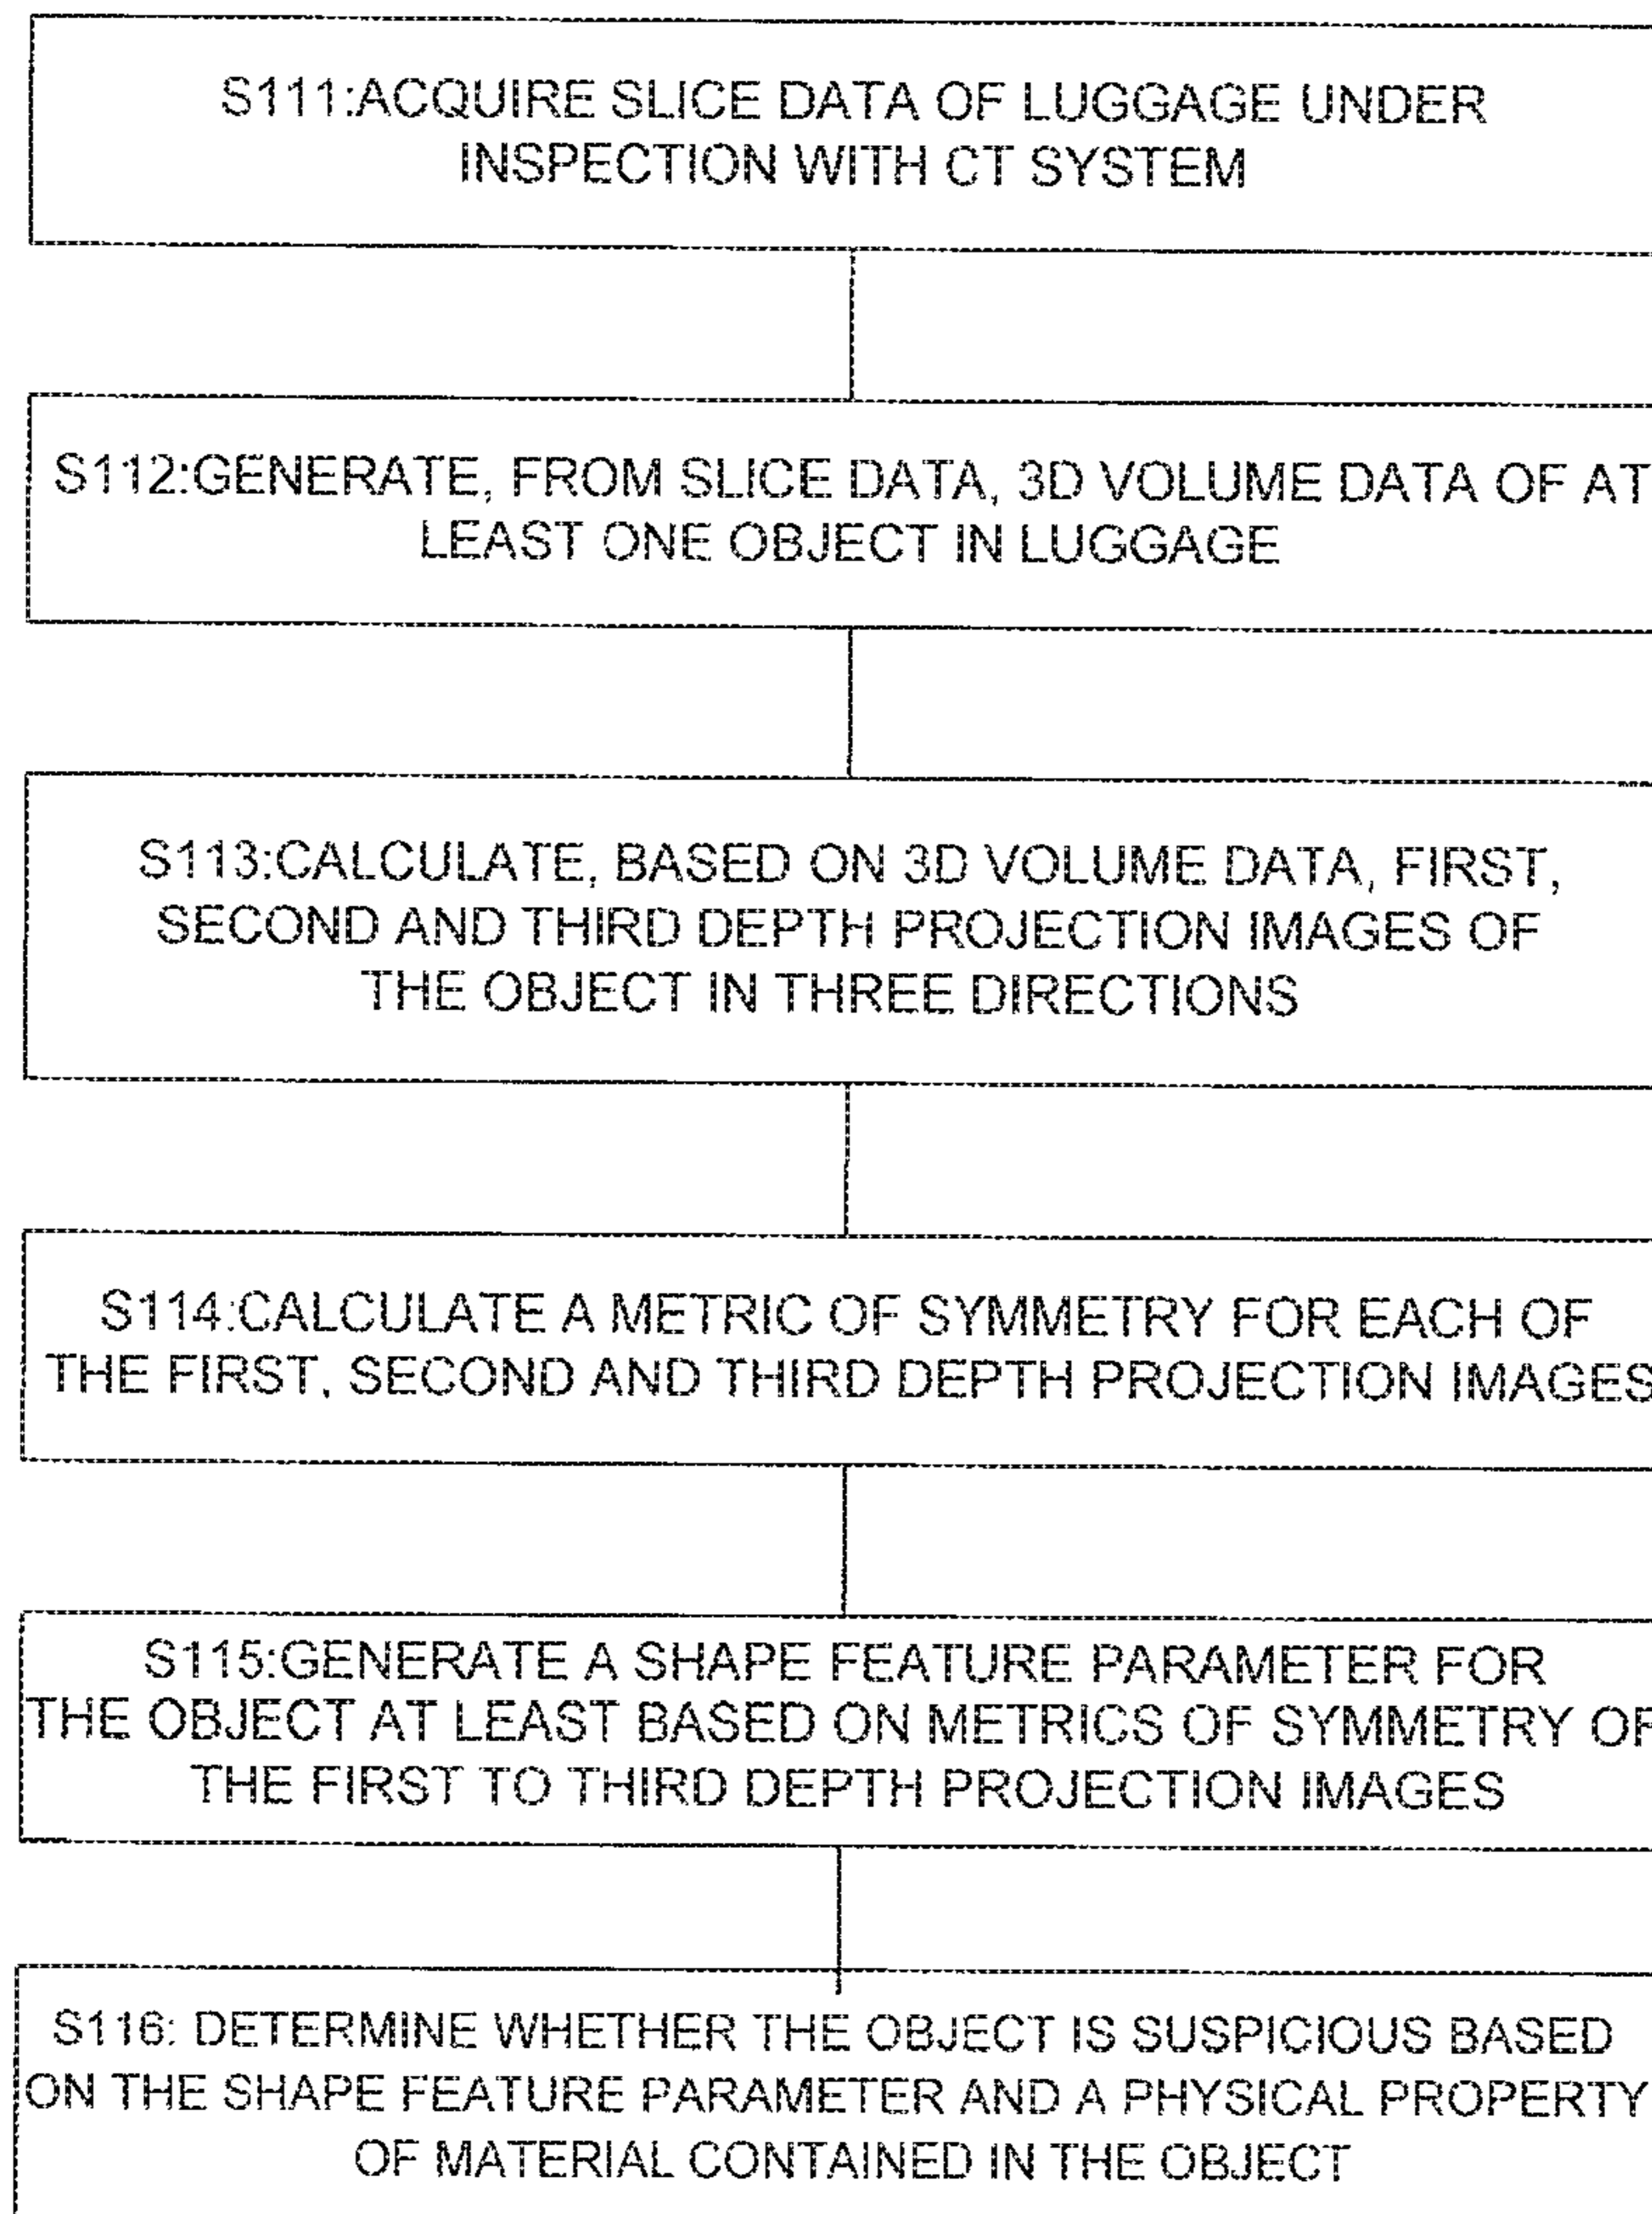 S111:ACQUIRE SLICE DATA OF LUGGAGE UNDER
INSPECTION WITH CT SYSTEM
S112:GENERATE, FROM SLICE DATA, 3D VOLUME DATA OF AT
LEAST ONE OBJECT IN LUGGAGE
S113:CALCULATE, BASED ON 3D VOLUME DATA, FIRST,
SECOND AND THIRD DEPTH PROJECTION IMAGES OF
THE OBJECT IN THREE DIRECTIONS
S114:CALCULATE A METRIC OF SYMMETRY FOR EACH OF
THE FIRST, SECOND AND THIRD DEPTH PROJECTION IMAGES
S115:GENERATE A SHAPE FEATURE PARAMETER FOR
THE OBJECT AT LEAST BASED ON METRICS OF SYMMETRY OF
THE FIRST TO THIRD DEPTH PROJECTION IMAGES
S116: DETERMINE WHETHER THE OBJECT IS SUSPICIOUS BASED
ON THE SHAPE FEATURE PARAMETER AND A PHYSICAL PROPERTY
OF MATERIAL CONTAINED IN THE OBJECT